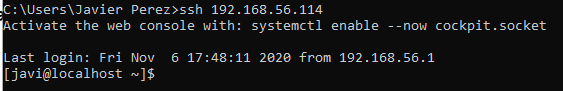 C:\Users\Javier Perez>ssh 192.168.56.114
Activate the web console with: systemctl enable --now cockpit.socket
Last login: Fri Nov  6 17:48:11 2020 from 192.168.56.1
[javi@localhost ~]$